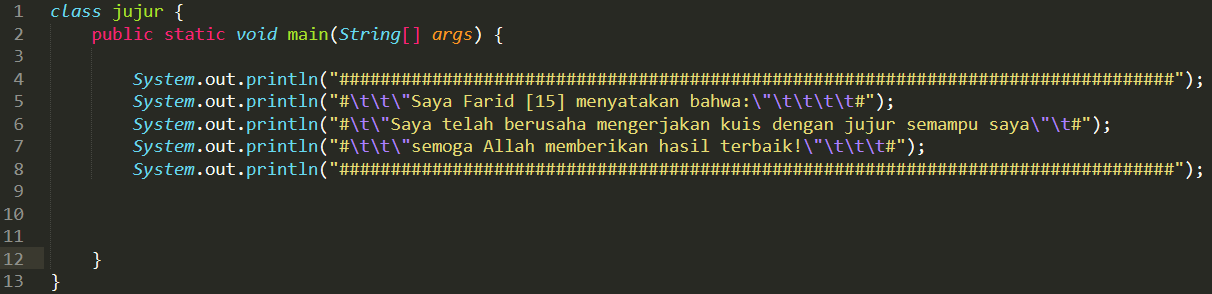 1 class jujur {
2 public static void main(String[] args) {
3
4 System.out.println("#################################################################################");
5 System.out.println("#\t\t\"Saya Farid [15] menyatakan bahwa:\"\t\t\t\t#");
6 System.out.println("#\t\"Saya telah berusaha mengerjakan kuis dengan jujur semampu saya\"\t#");
7 System.out.println("#\t\t\"semoga Allah memberikan hasil terbaik!\"\t\t\t#");
8 System.out.println("#################################################################################");
9
10
11
12 }
13 }